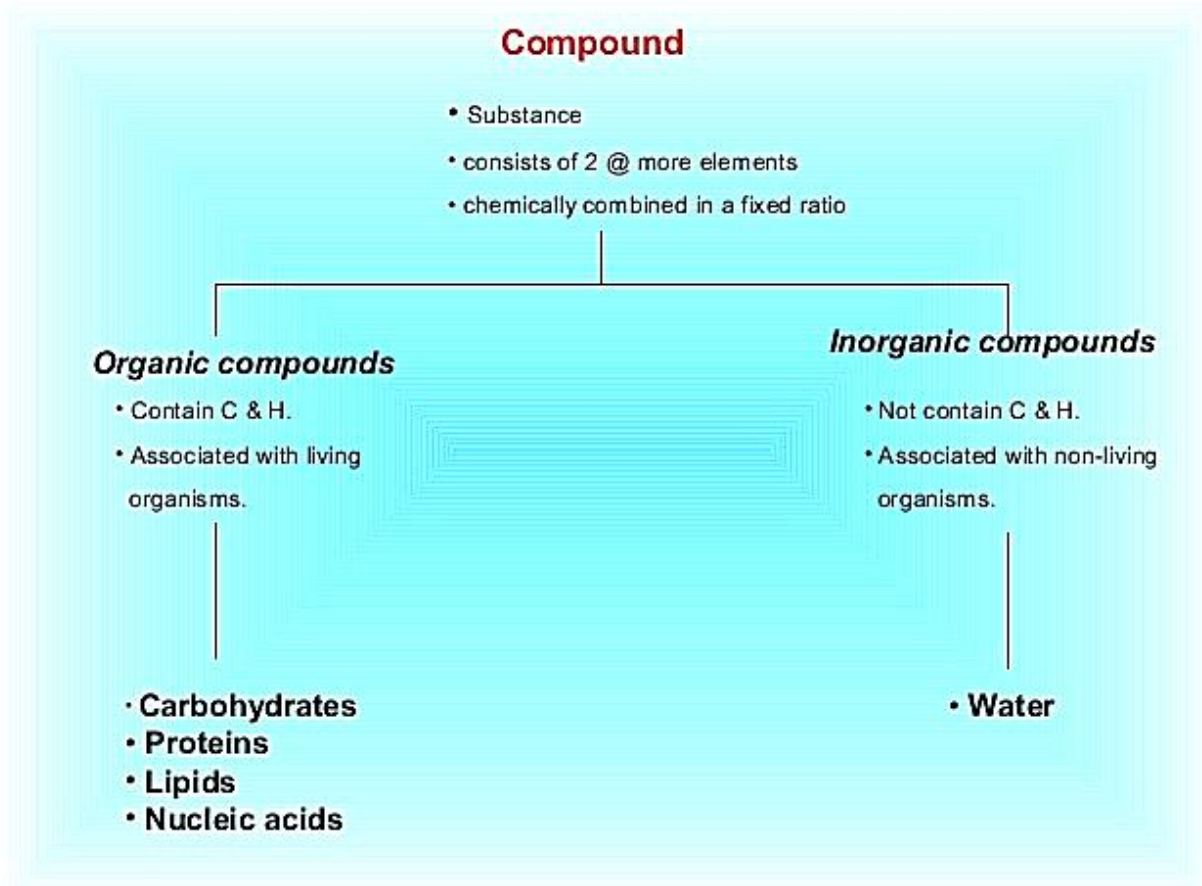 Compound
• Substance
• consists of 2 @ more elements
• chemically combined in a fixed ratio
Organic compounds
• Contain C & H.
• Associated with living
organisms.
Inorganic compounds
• Not contain C & H.
• Associated with non-living
organisms.
• Carbohydrates
• Proteins
• Lipids
• Nucleic acids
• Water